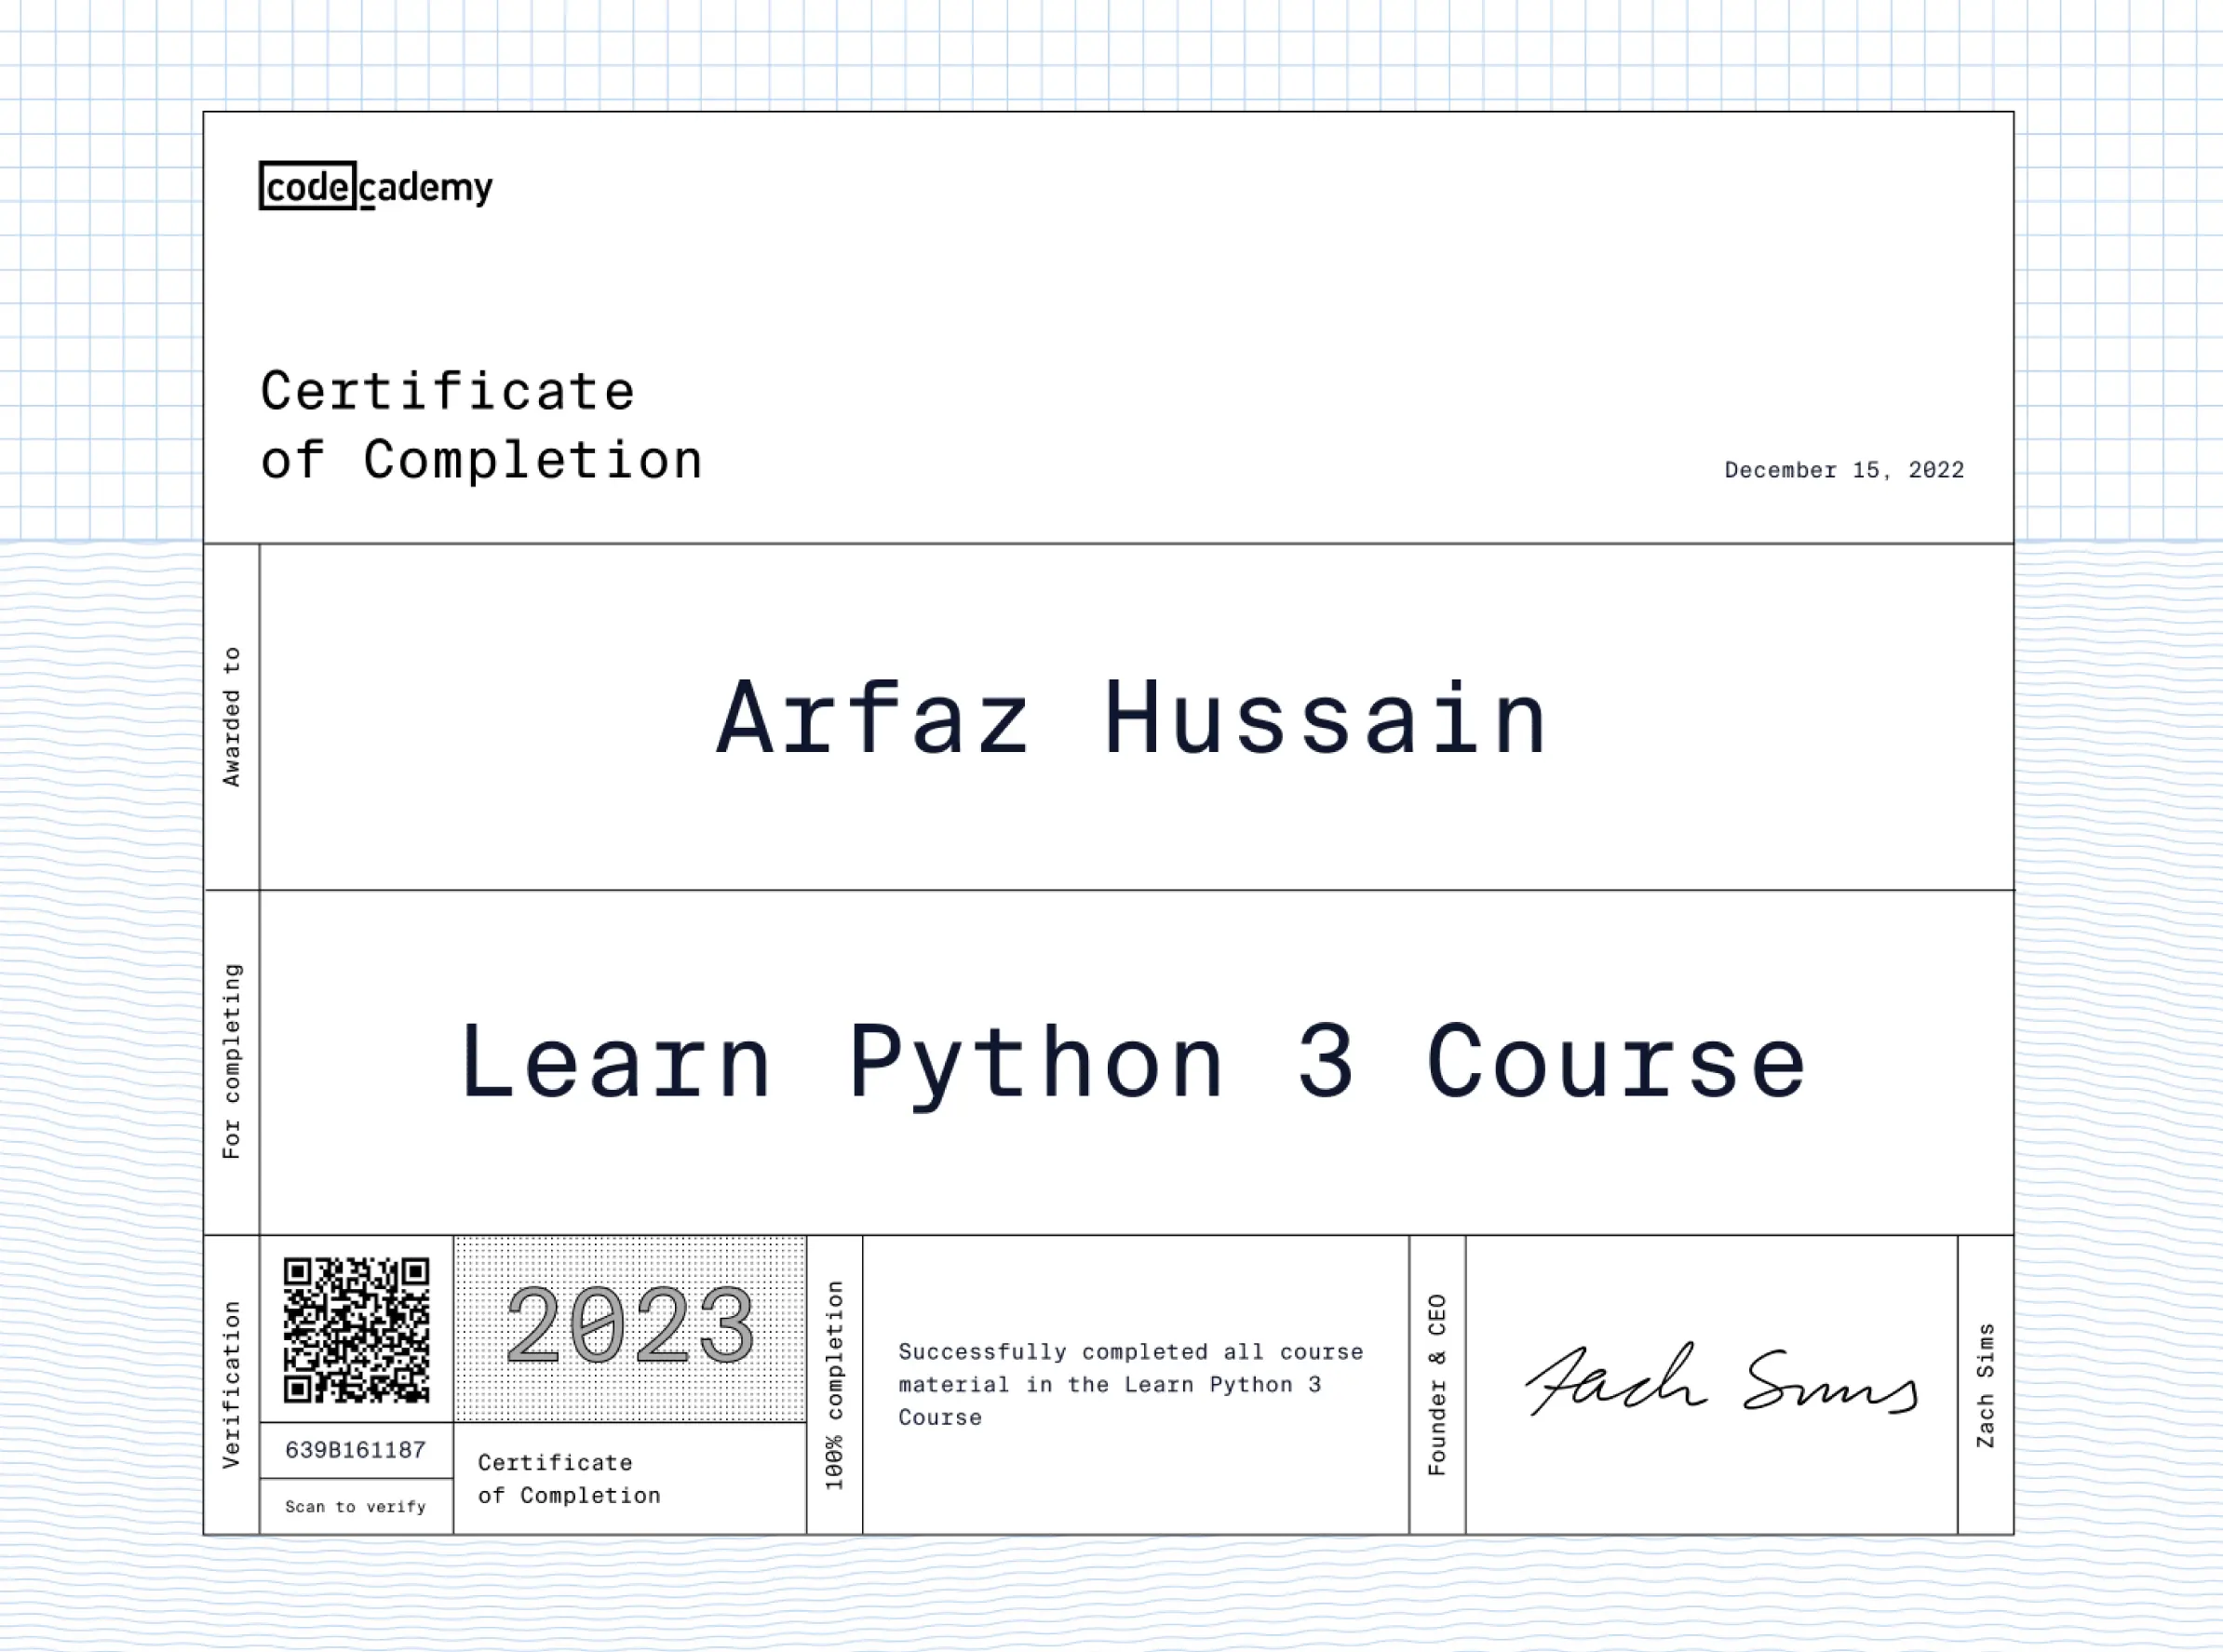 codecademy
Certificate
of Completion
December 15, 2022
Awarded to
Arfaz Hussain
For completing
Learn Python 3 Course
Verification
639B161187
Scan to verify
2023
Certificate
of Completion
100% completion
Successfully completed all course
material in the Learn Python 3
Course
Founder & CEO
Zach Sims
Zach Sims